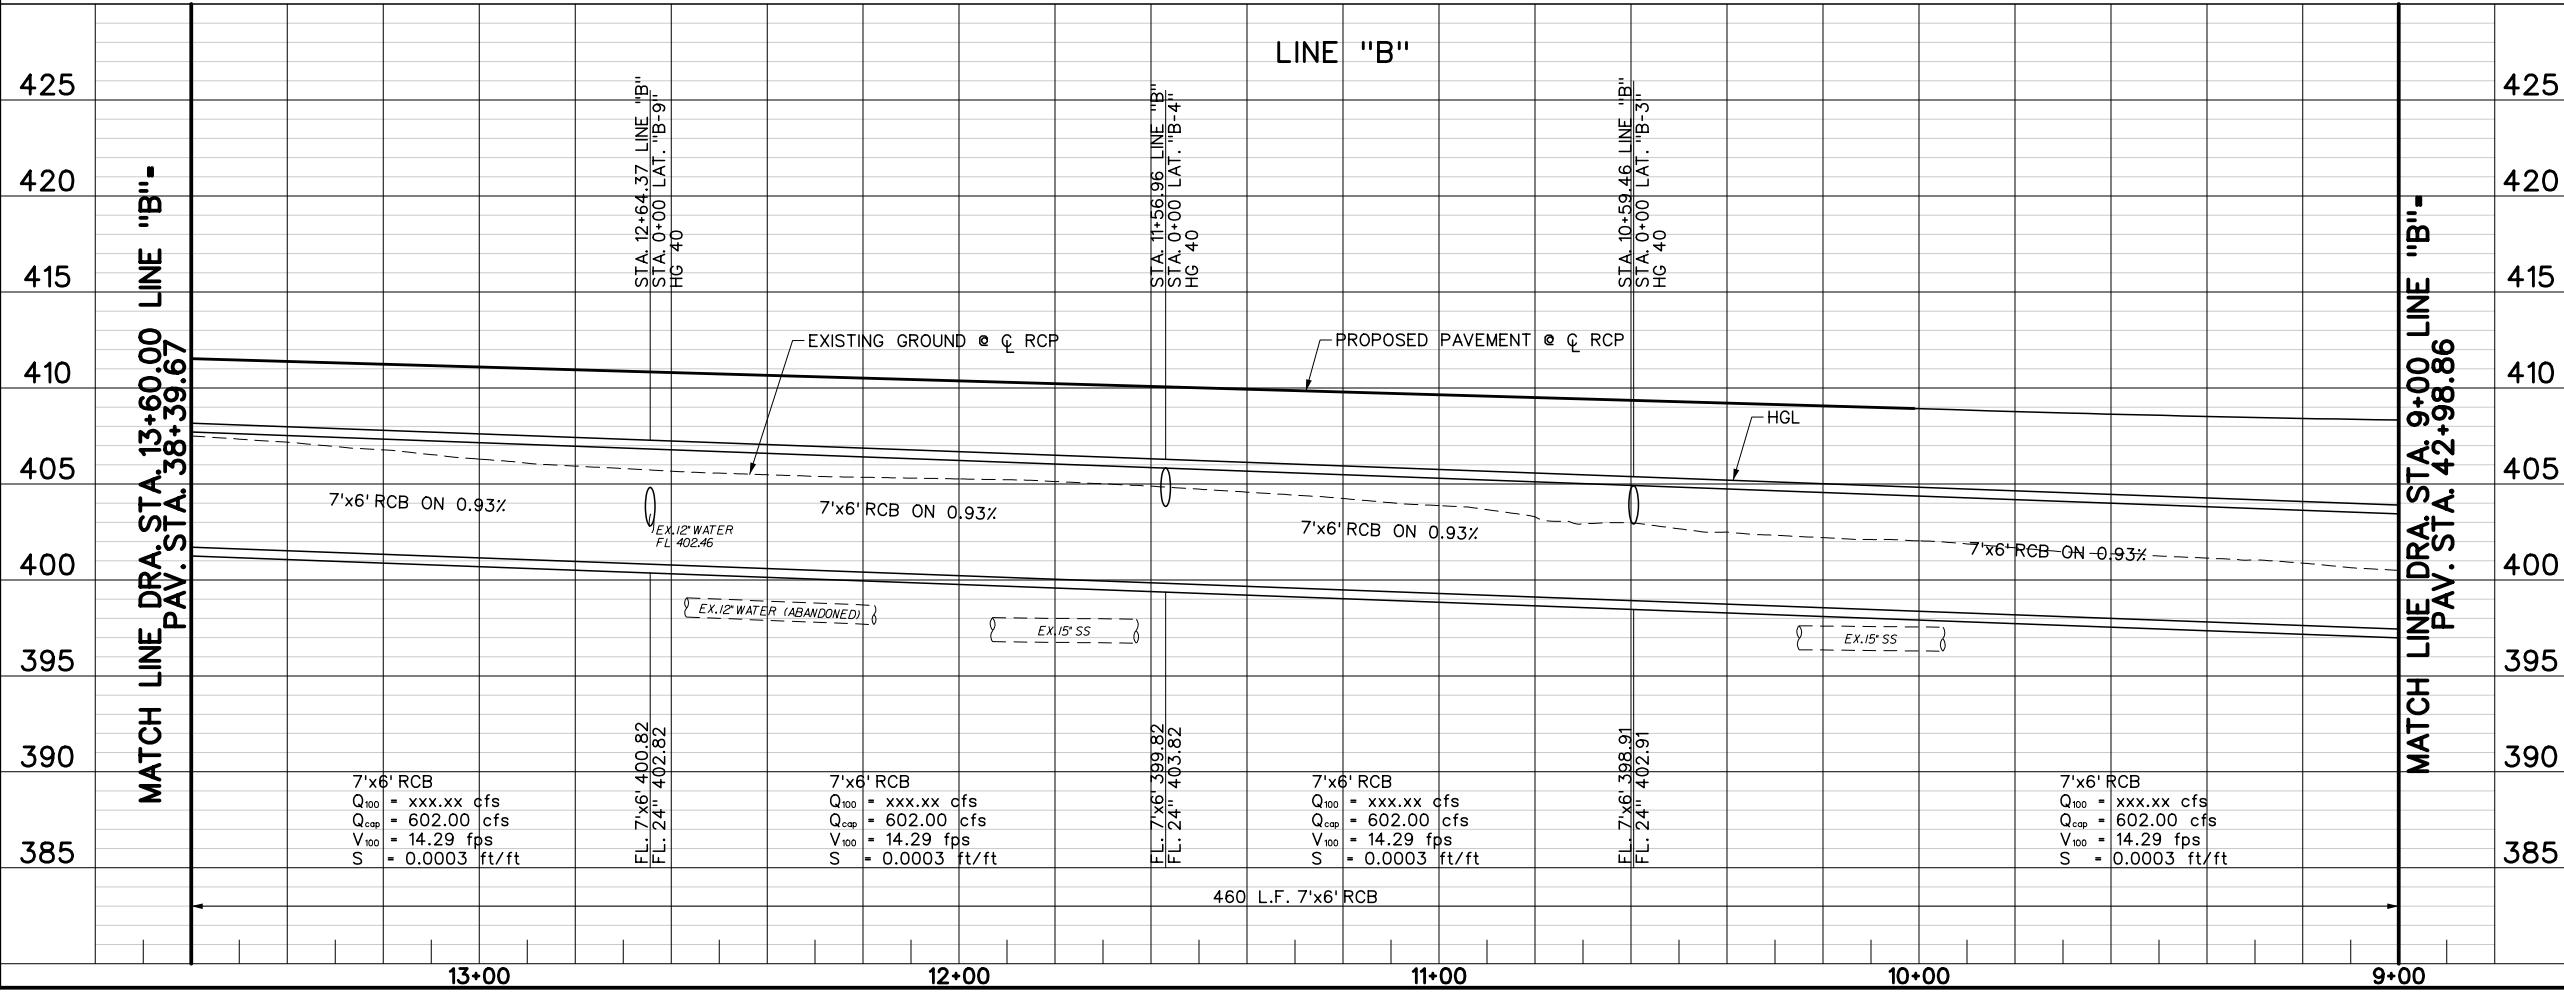 LINE "B"
425
420
415
410
405
400
395
390
385
425
420
415
410
405
400
395
390
385
MATCH LINE DRA. STA. 13+60.00 LINE "B"=
PAV. STA. 38+39.67
STA. 12+64.37 LINE "B"
STA. 0+00 LAT. "B-9"
HG 40
STA. 11+56.96 LINE "B"
STA. 0+00 LAT. "B-4"
HG 40
STA. 10+59.46 LINE "B"
STA. 0+00 LAT. "B-3"
HG 40
MATCH LINE DRA. STA. 9+00 LINE "B"=
PAV. STA. 42+98.86
EXISTING GROUND @ ℄ RCP
PROPOSED PAVEMENT @ ℄ RCP
HGL
7'x6' RCB ON 0.93%
7'x6' RCB ON 0.93%
7'x6' RCB ON 0.93%
7'x6' RCB ON 0.93%
EX.12" WATER
FL 402.46
EX.12" WATER (ABANDONED)
EX.15" SS
EX.15" SS
FL. 7'x6' 400.82
FL. 24" 402.82
FL. 7'x6' 399.82
FL. 24" 403.82
FL. 7'x6' 398.91
FL. 24" 402.91
7'x6' RCB
Q100 = xxx.xx cfs
Qcap = 602.00 cfs
V100 = 14.29 fps
S = 0.0003 ft/ft
7'x6' RCB
Q100 = xxx.xx cfs
Qcap = 602.00 cfs
V100 = 14.29 fps
S = 0.0003 ft/ft
7'x6' RCB
Q100 = xxx.xx cfs
Qcap = 602.00 cfs
V100 = 14.29 fps
S = 0.0003 ft/ft
7'x6' RCB
Q100 = xxx.xx cfs
Qcap = 602.00 cfs
V100 = 14.29 fps
S = 0.0003 ft/ft
460 L.F. 7'x6' RCB
13+00
12+00
11+00
10+00
9+00